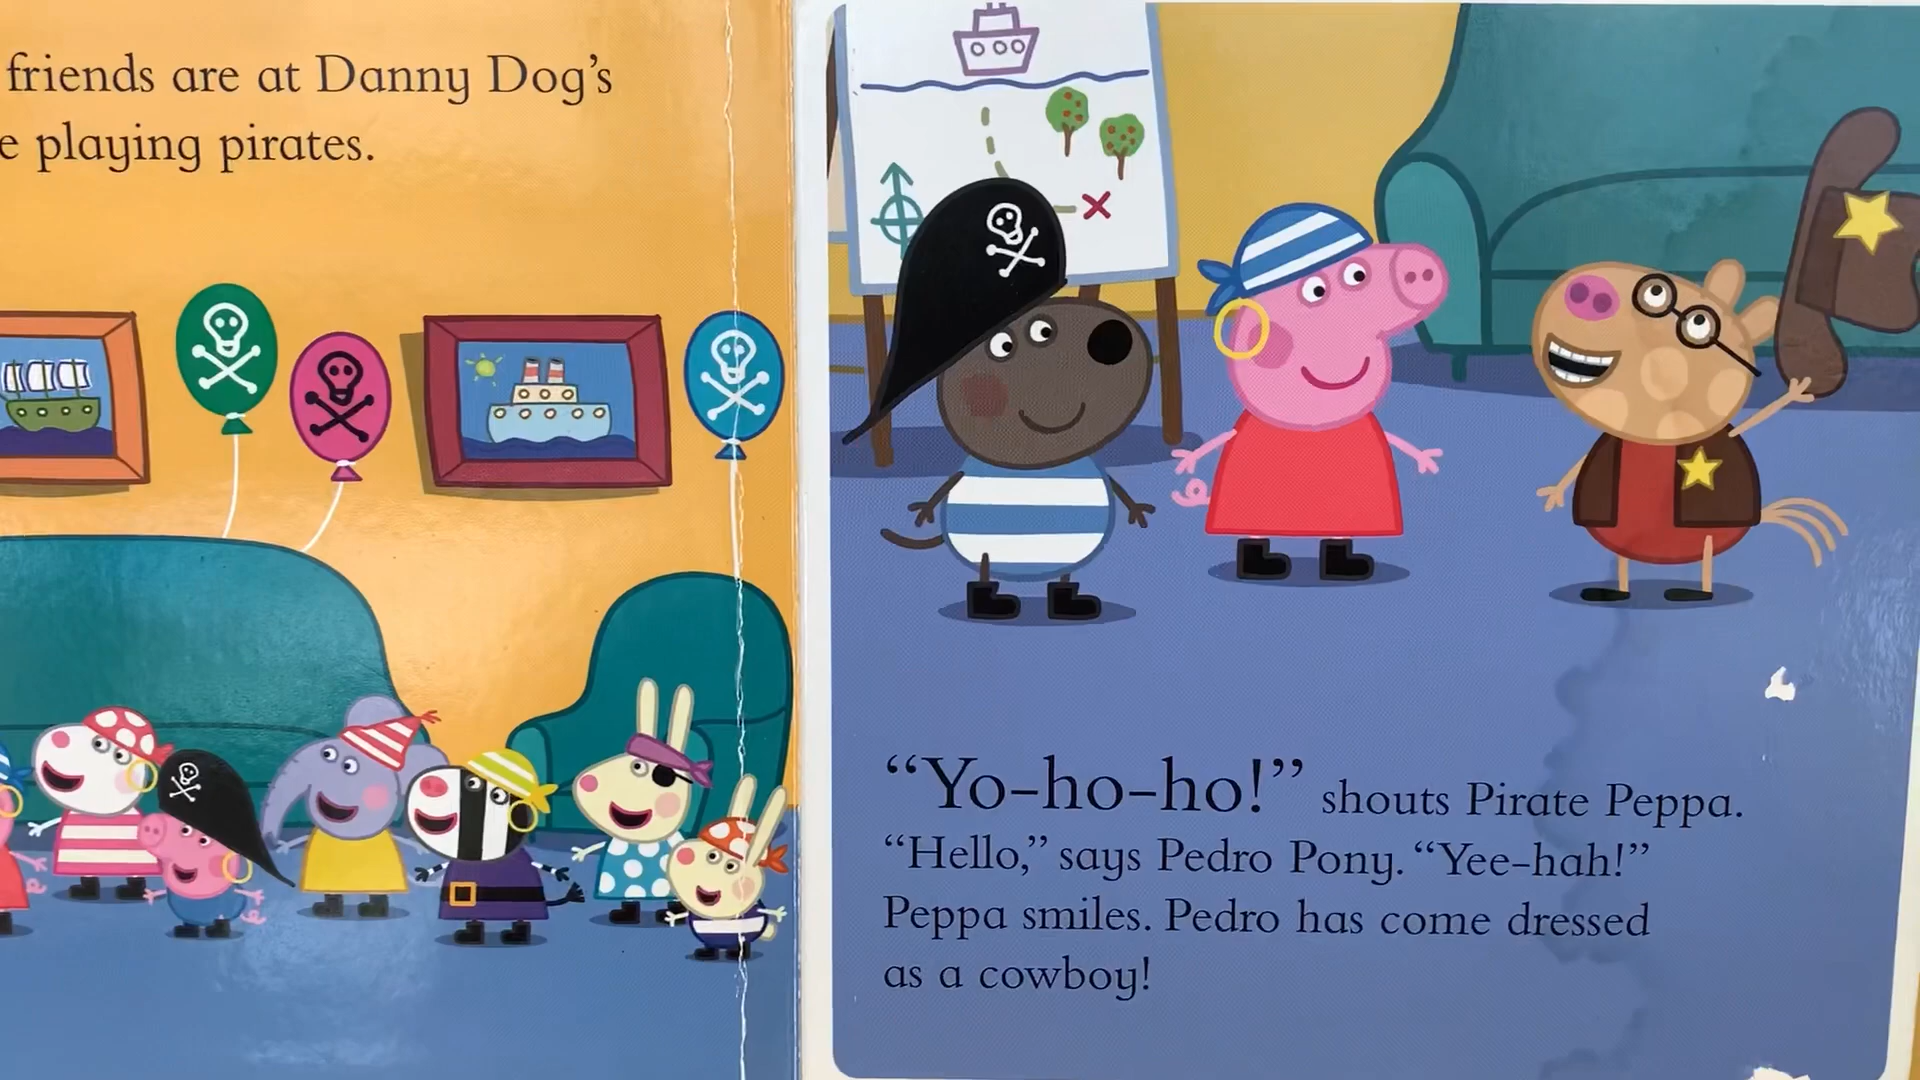 friends are at Danny Dog's
e playing pirates.
“Yo-ho-ho!” shouts Pirate Peppa.
“Hello,” says Pedro Pony. “Yee-hah!”
Peppa smiles. Pedro has come dressed
as a cowboy!